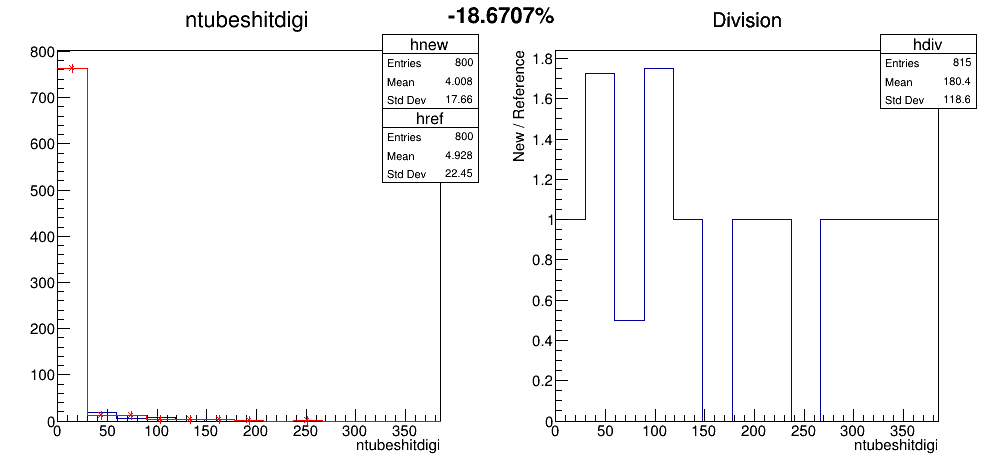 -18.6707%
ntubeshitdigi
hnew
Entries 800
Mean 4.008
Std Dev 17.66
href
Entries 800
Mean 4.928
Std Dev 22.45
800
700
600
500
400
300
200
100
0
0 50 100 150 200 250 300 350
ntubeshitdigi
Division
hdiv
Entries 815
Mean 180.4
Std Dev 118.6
New / Reference
1.8
1.6
1.4
1.2
1
0.8
0.6
0.4
0.2
0
0 50 100 150 200 250 300 350
ntubeshitdigi